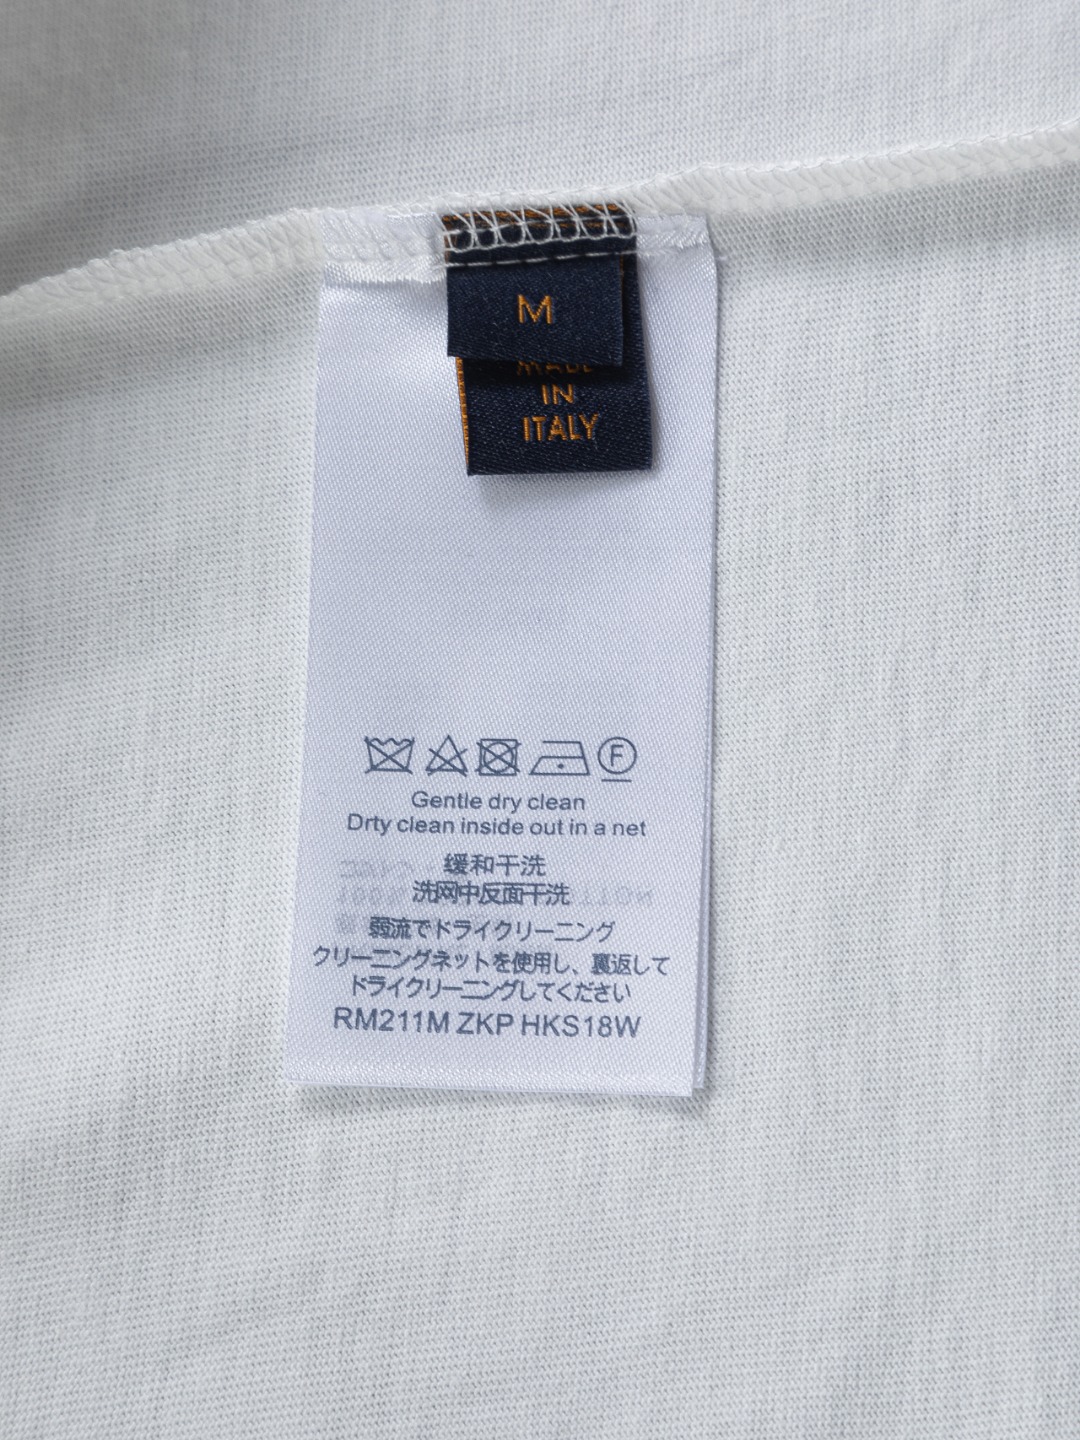 M
MADE
IN
ITALY
F
Gentle dry clean
Drty clean inside out in a net
缓和干洗
洗网中反面干洗
弱流でドライクリーニング
クリーニングネットを使用し、裏返して
ドライクリーニングしてください
RM211M ZKP HKS18W